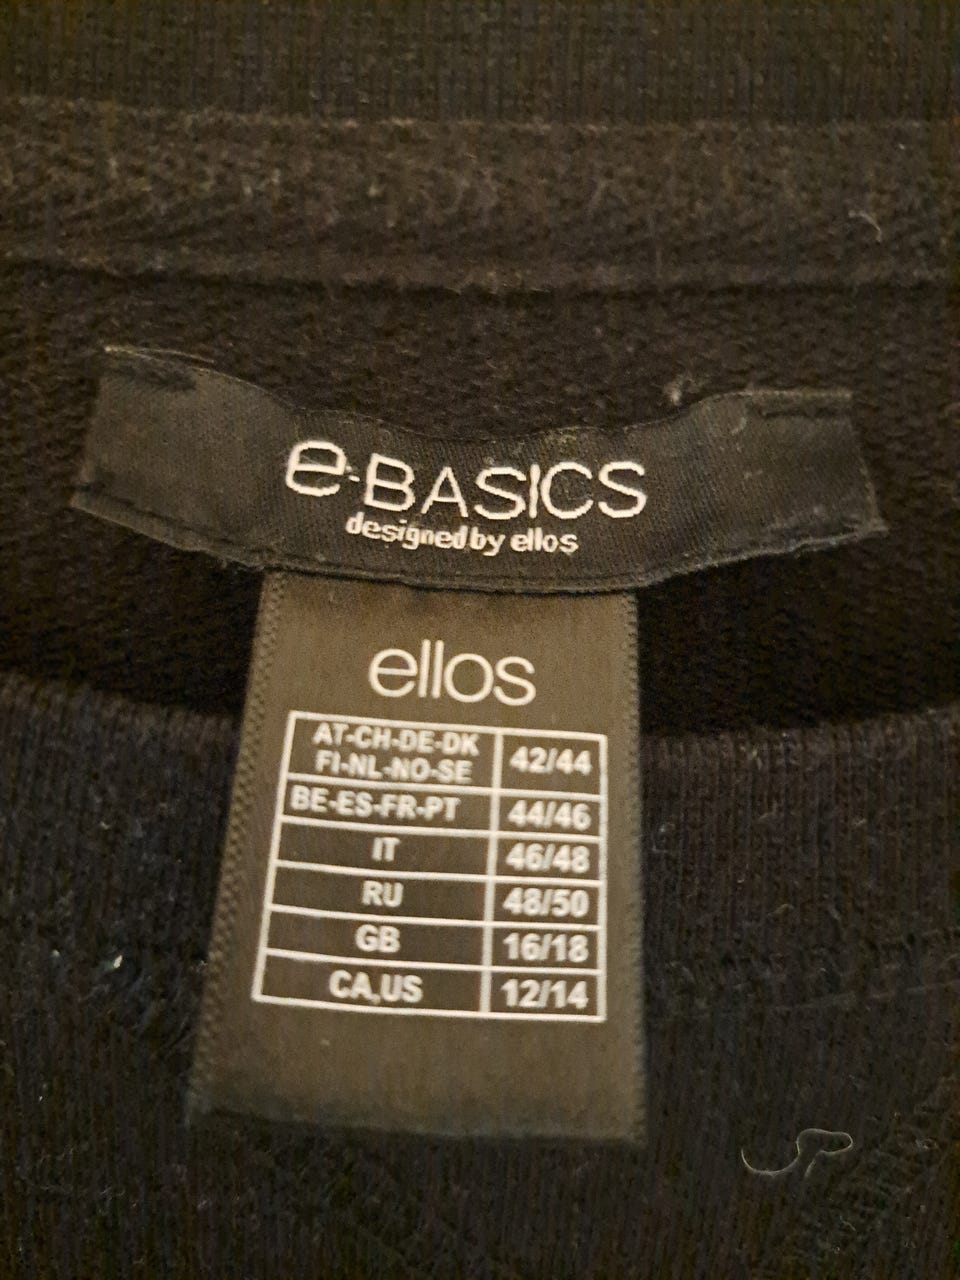 e-BASICS
designed by ellos
ellos
AT-CH-DE-DK
FI-NL-NO-SE 42/44
BE-ES-FR-PT 44/46
IT 46/48
RU 48/50
GB 16/18
CA,US 12/14